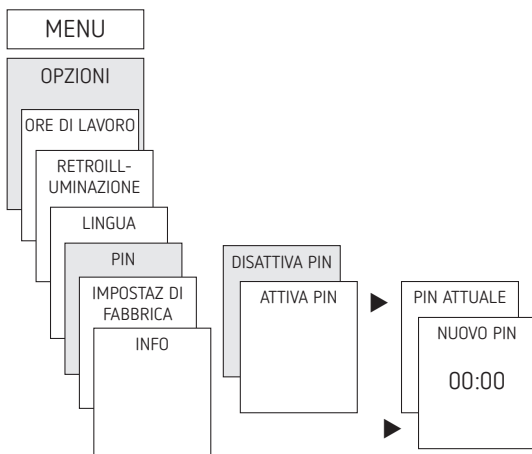 MENU
OPZIONI
ORE DI LAVORO
RETROILL-
UMINAZIONE
LINGUA
PIN
IMPOSTAZ DI
FABBRICA
INFO
DISATTIVA PIN
ATTIVA PIN
PIN ATTUALE
NUOVO PIN
00:00